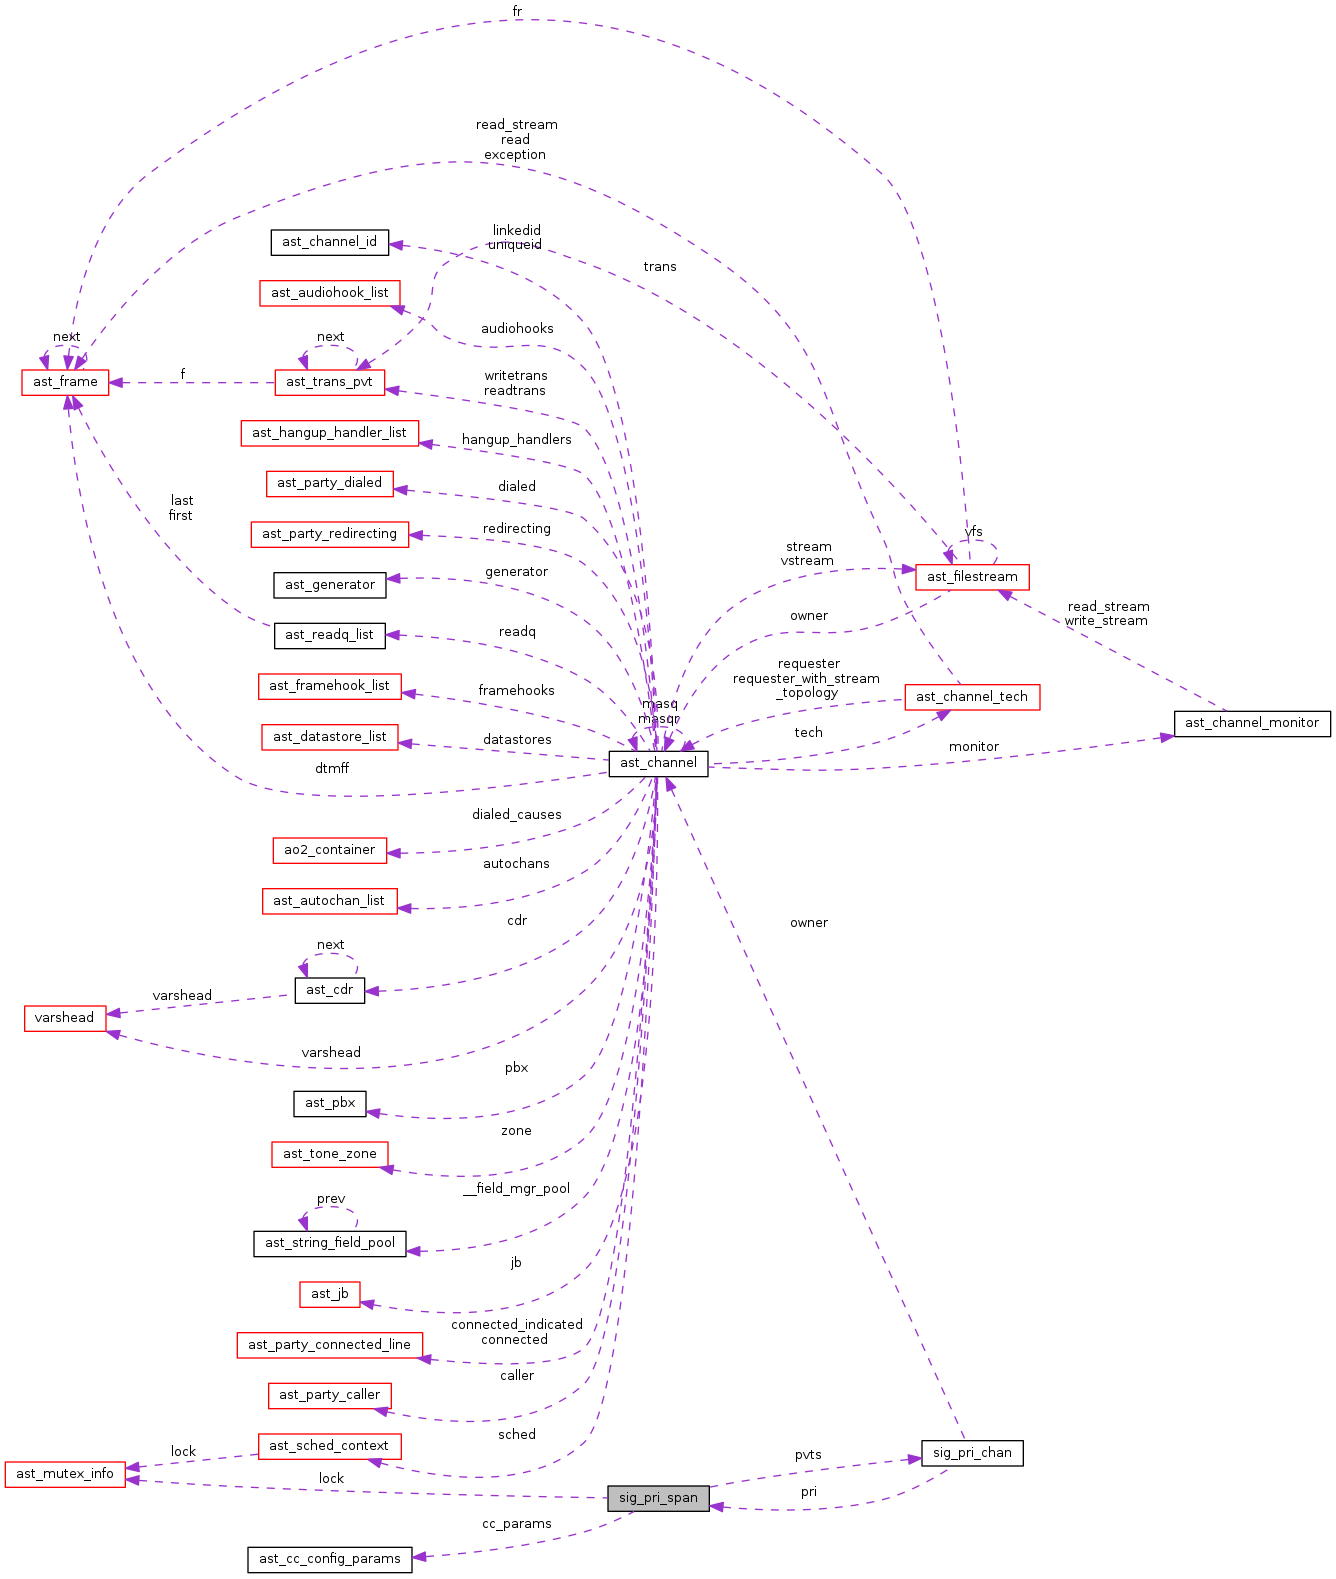 fr
read_stream
read
exception
linkedid
uniqueid
ast_channel_id
trans
ast_audiohook_list
audiohooks
next
next
writetrans
readtrans
ast_frame
f
ast_trans_pvt
ast_hangup_handler_list
hangup_handlers
ast_party_dialed
dialed
last
first
ast_party_redirecting
redirecting
vfs
stream
vstream
ast_generator
generator
ast_filestream
read_stream
write_stream
owner
ast_readq_list
readq
requester
requester_with_stream
_topology
ast_framehook_list
framehooks
ast_channel_tech
masq
masqr
ast_channel_monitor
ast_datastore_list
datastores
tech
monitor
dtmff
ast_channel
dialed_causes
ao2_container
autochans
ast_autochan_list
cdr
owner
next
ast_cdr
varshead
varshead
varshead
pbx
ast_pbx
zone
ast_tone_zone
__field_mgr_pool
prev
ast_string_field_pool
jb
ast_jb
connected_indicated
connected
ast_party_connected_line
caller
ast_party_caller
sched
ast_sched_context
lock
ast_mutex_info
lock
pvts
sig_pri_chan
pri
sig_pri_span
cc_params
ast_cc_config_params